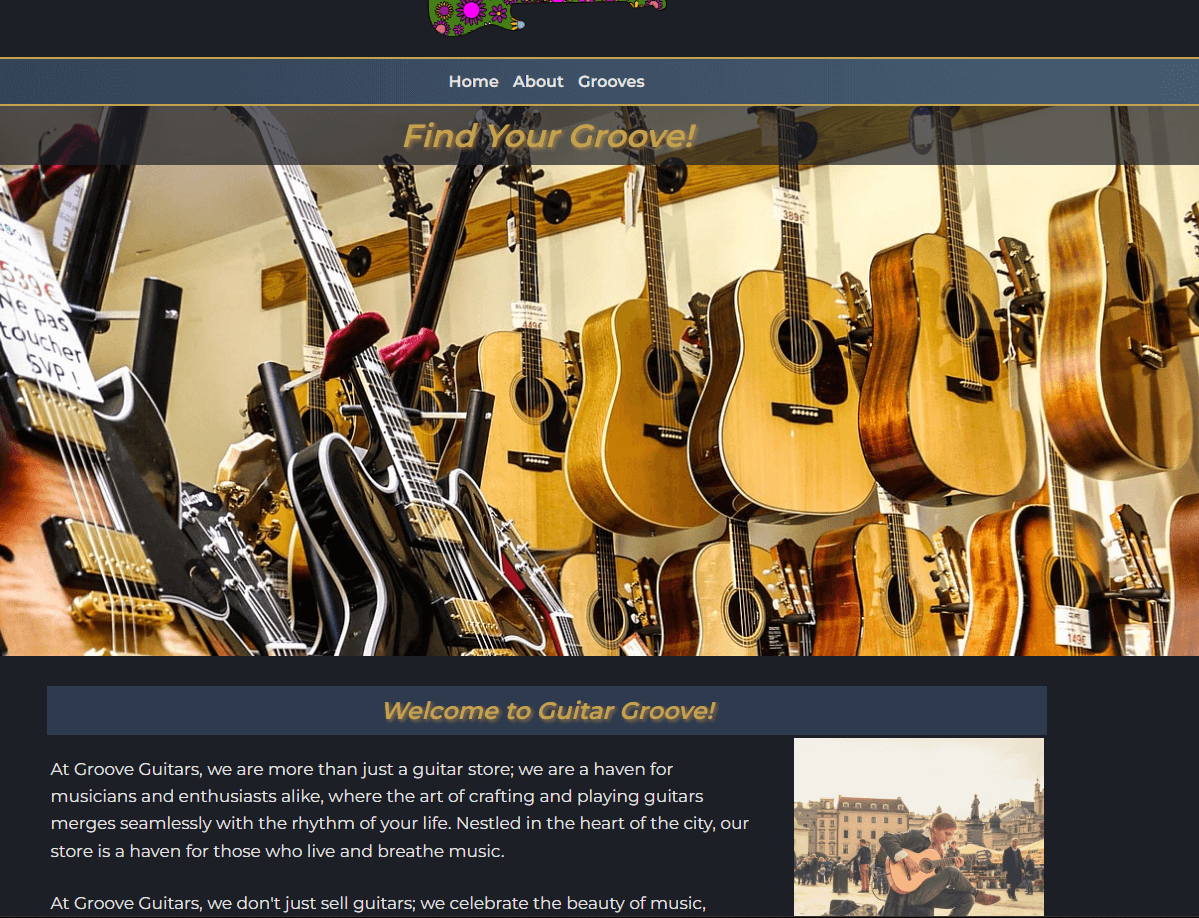 Home About Grooves
Find Your Groove!
539€
Ne pas
toucher
SVP !
389€
449€
149€
Welcome to Guitar Groove!
At Groove Guitars, we are more than just a guitar store; we are a haven for
musicians and enthusiasts alike, where the art of crafting and playing guitars
merges seamlessly with the rhythm of your life. Nestled in the heart of the city, our
store is a haven for those who live and breathe music.
At Groove Guitars, we don't just sell guitars; we celebrate the beauty of music,